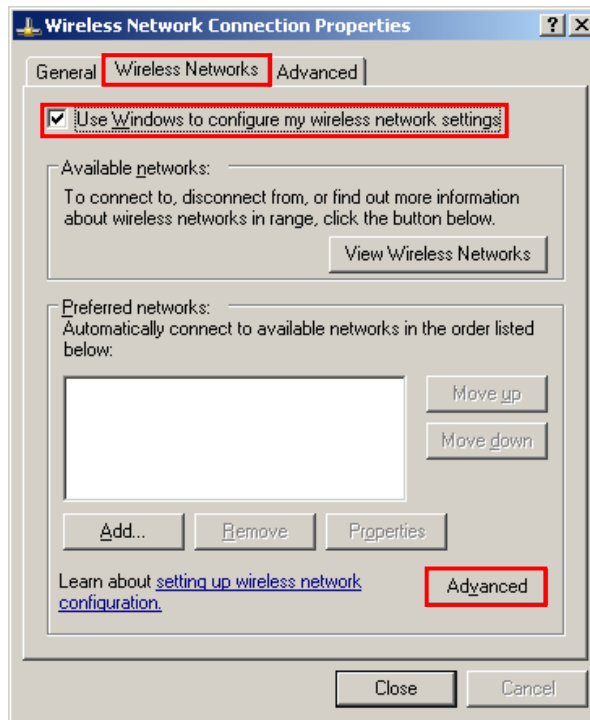 Wireless Network Connection Properties
General
Wireless Networks
Advanced
Use Windows to configure my wireless network settings
Available networks:
To connect to, disconnect from, or find out more information
about wireless networks in range, click the button below.
View Wireless Networks
Preferred networks:
Automatically connect to available networks in the order listed
below:
Move up
Move down
Add...
Remove
Properties
Learn about setting up wireless network
configuration.
Advanced
Close
Cancel